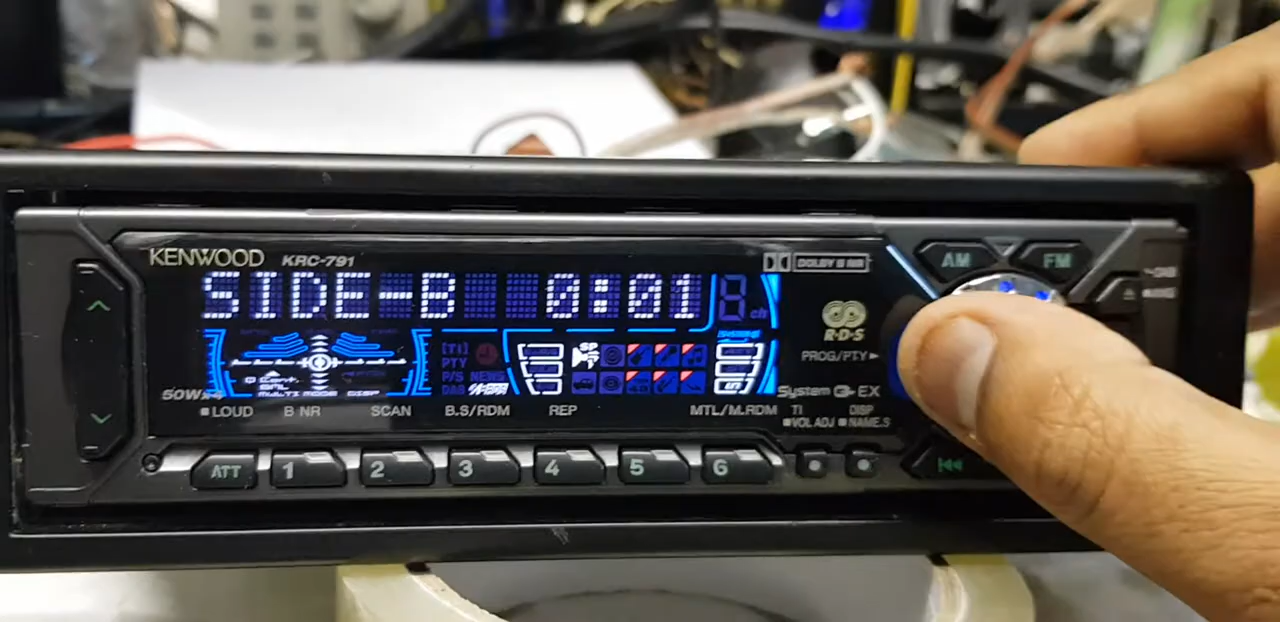 KENWOOD KRC-791
DOLBY B NR
AM FM
SIDE-B 0:01
ch
R·D·S
PROG/PTY
TI
PTY
P/S NEWS
SP
50W×4
System Q EX
LOUD B NR SCAN B.S/RDM REP MTL/M.RDM TI DISP
VOL ADJ NAME.S
ATT 1 2 3 4 5 6